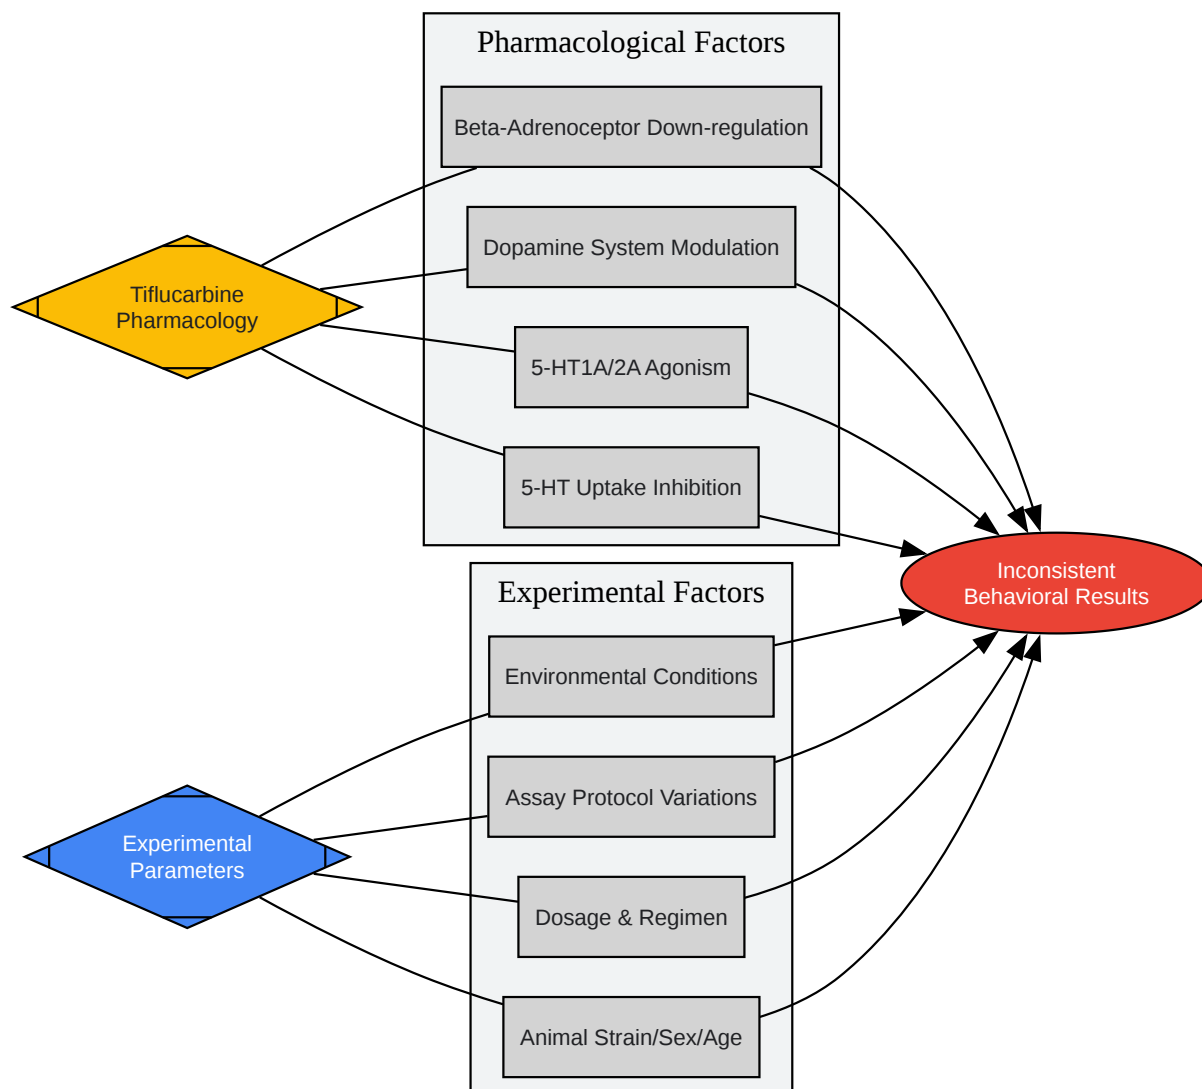 Pharmacological Factors
Beta-Adrenoceptor Down-regulation
Dopamine System Modulation
Tiflucarbine
Pharmacology
5-HT1A/2A Agonism
5-HT Uptake Inhibition
Inconsistent
Behavioral Results
Experimental Factors
Environmental Conditions
Assay Protocol Variations
Experimental
Parameters
Dosage & Regimen
Animal Strain/Sex/Age